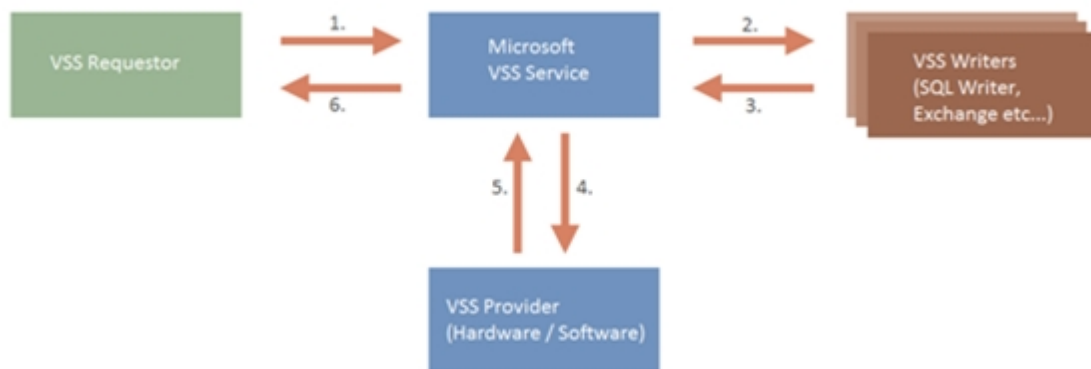 VSS Requestor
1.
6.
Microsoft
VSS Service
2.
3.
VSS Writers
(SQL Writer,
Exchange etc...)
5.
4.
VSS Provider
(Hardware / Software)